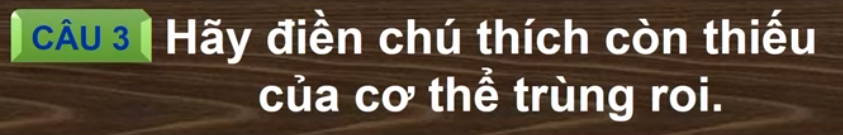 CÂU 3 Hãy điền chú thích còn thiếu
của cơ thể trùng roi.